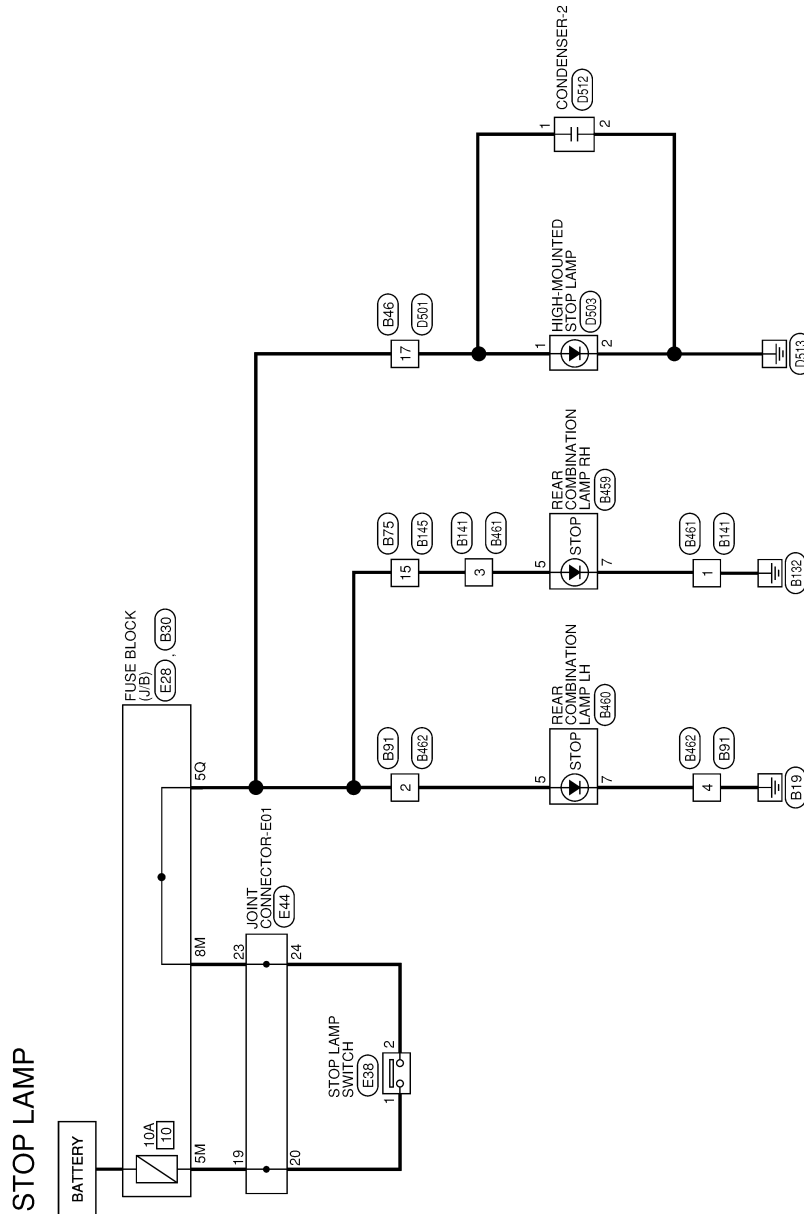 STOP LAMP
BATTERY
10A
10
5M
8M
5Q
FUSE BLOCK
(J/B)
E28 , B30
19
23
JOINT
CONNECTOR-E01
E44
20
24
STOP LAMP
SWITCH
E38
1
2
2
B91
B462
15
B75
B145
3
B141
B461
17
B46
D501
5
STOP
7
REAR
COMBINATION
LAMP LH
B460
5
STOP
7
REAR
COMBINATION
LAMP RH
B459
1
2
HIGH-MOUNTED
STOP LAMP
D503
1
2
CONDENSER-2
D512
4
B462
B91
1
B461
B141
B19
B132
D513